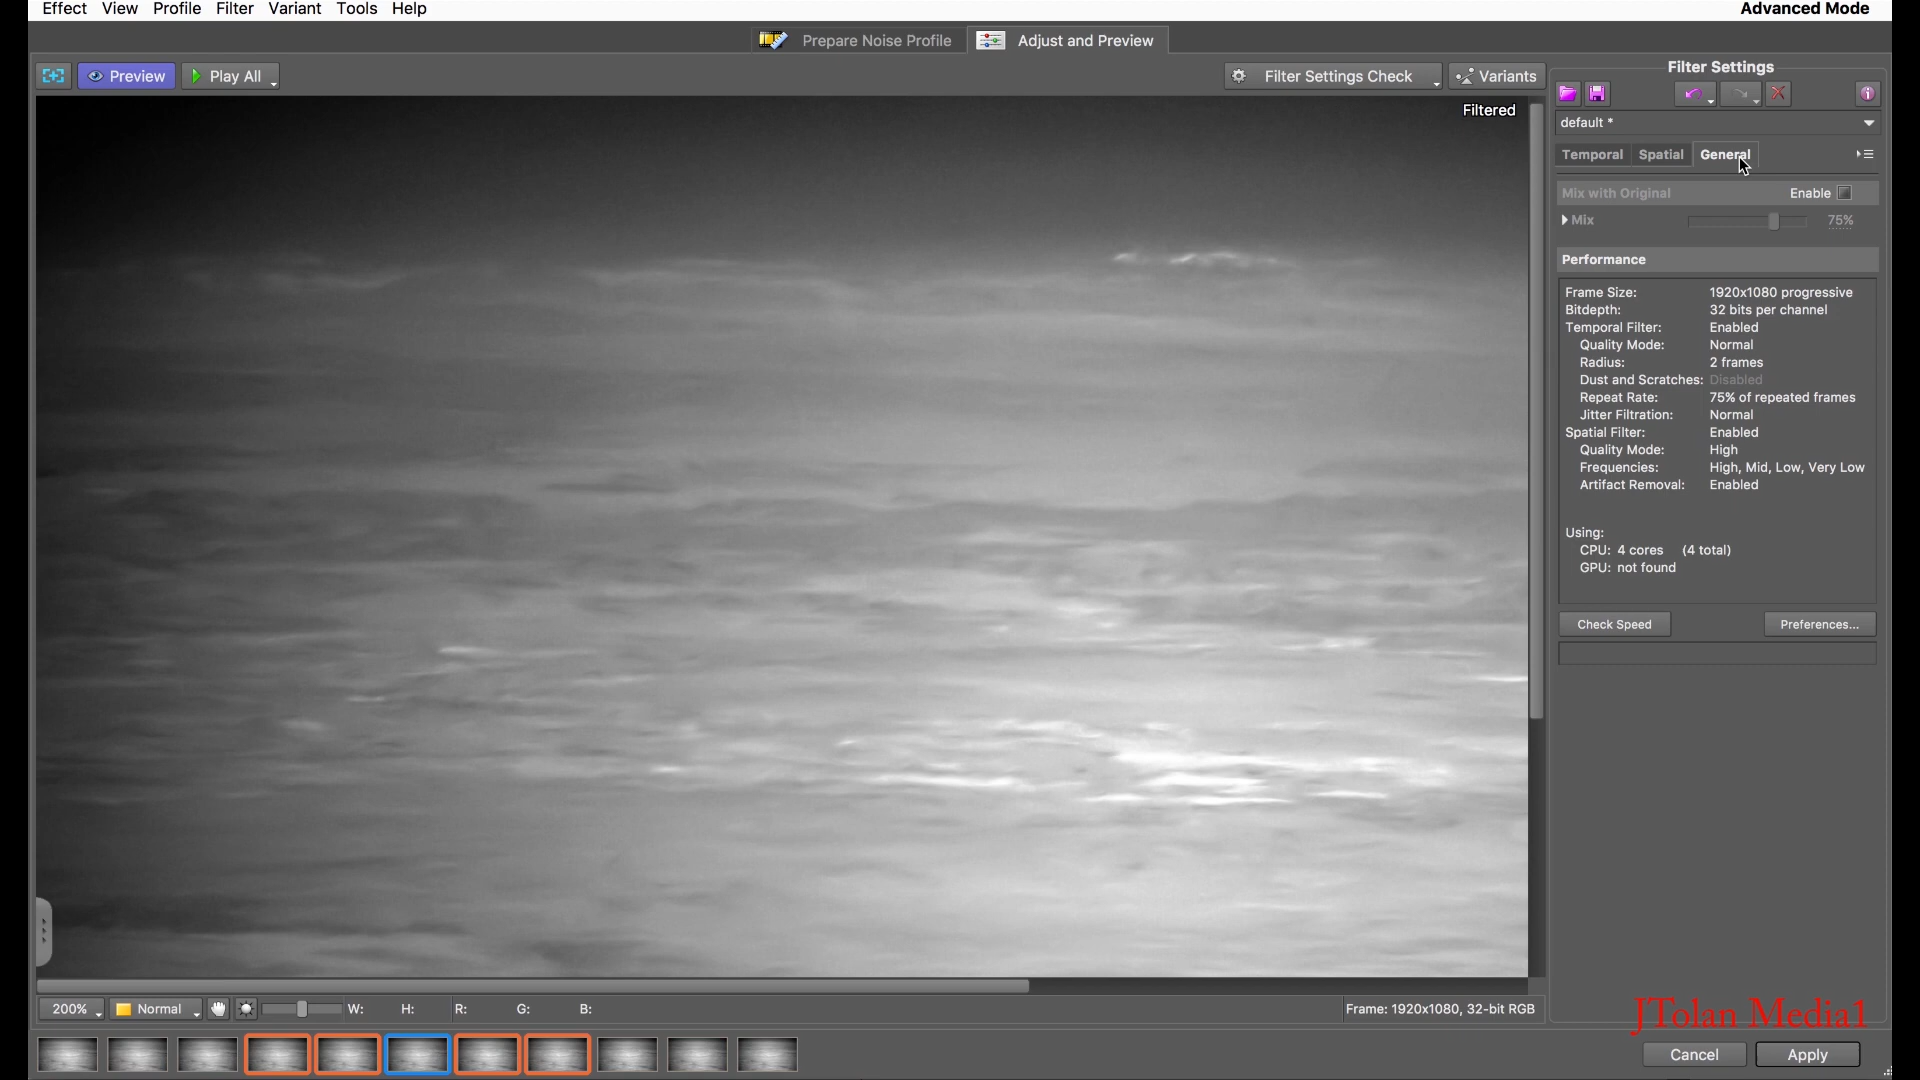 Effect View Profile Filter Variant Tools Help
Advanced Mode
Prepare Noise Profile
Adjust and Preview
Preview
Play All
Filter Settings Check
Variants
Filtered
Filter Settings
default *
Temporal Spatial General
Mix with Original Enable
Mix 75%
Performance
Frame Size: 1920x1080 progressive
Bitdepth: 32 bits per channel
Temporal Filter: Enabled
Quality Mode: Normal
Radius: 2 frames
Dust and Scratches: Disabled
Repeat Rate: 75% of repeated frames
Jitter Filtration: Normal
Spatial Filter: Enabled
Quality Mode: High
Frequencies: High, Mid, Low, Very Low
Artifact Removal: Enabled
Using:
CPU: 4 cores (4 total)
GPU: not found
Check Speed
Preferences...
200%
Normal
W: H: R: G: B:
Frame: 1920x1080, 32-bit RGB
JTolan Media1
Cancel
Apply